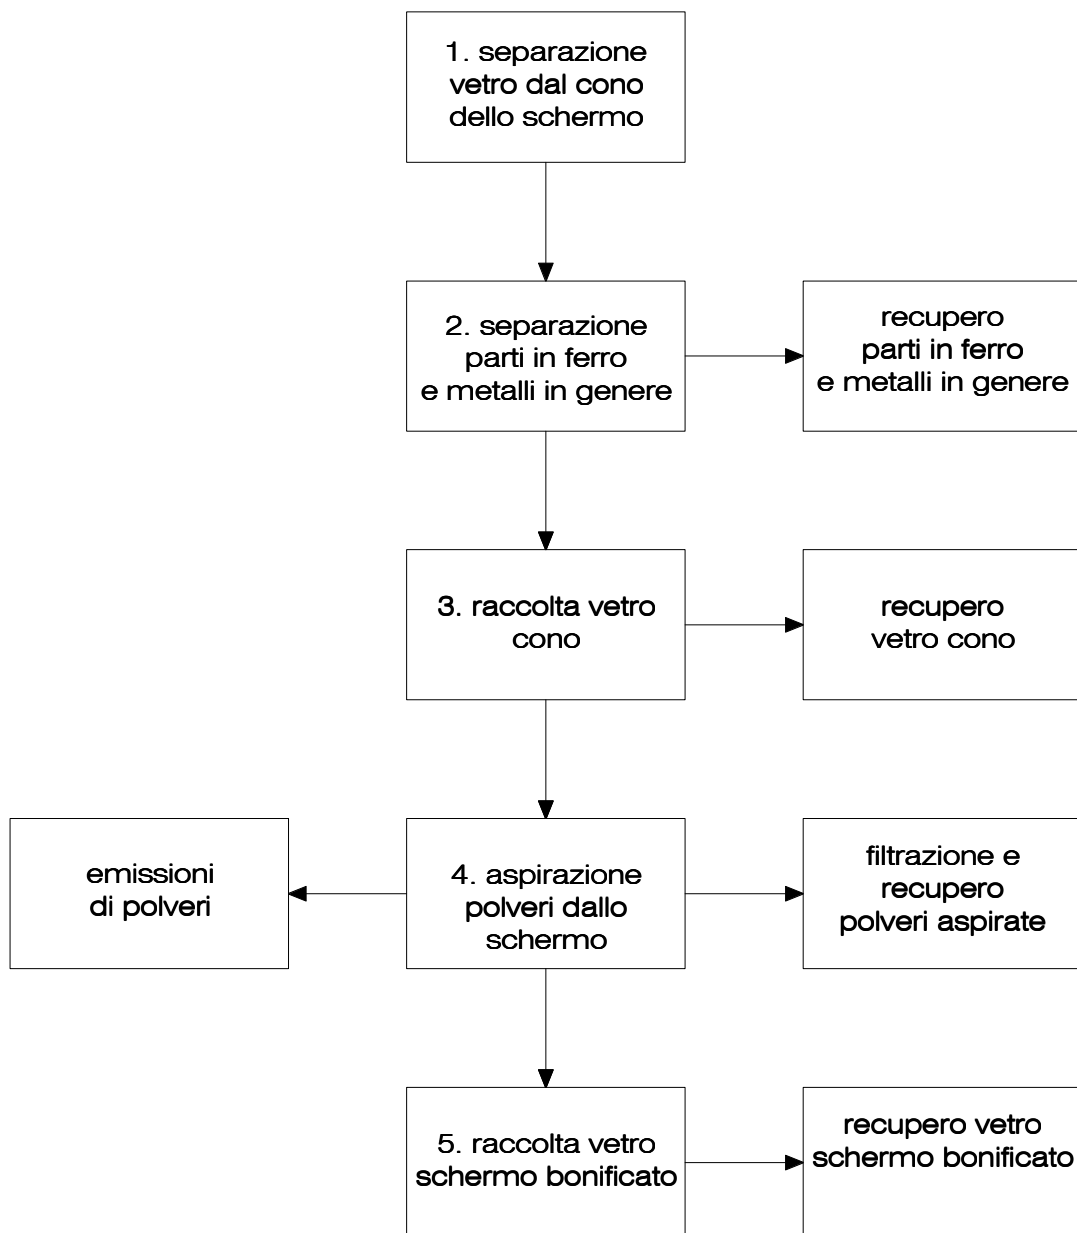 1. separazione
vetro dal cono
dello schermo
2. separazione
parti in ferro
e metalli in genere
recupero
parti in ferro
e metalli in genere
3. raccolta vetro
cono
recupero
vetro cono
emissioni
di polveri
4. aspirazione
polveri dallo
schermo
filtrazione e
recupero
polveri aspirate
5. raccolta vetro
schermo bonificato
recupero vetro
schermo bonificato